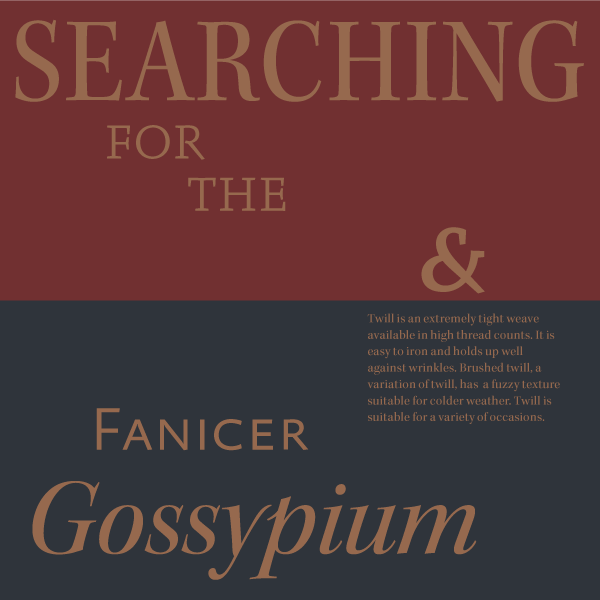 SEARCHING
FOR
THE
&
Twill is an extremely tight weave
available in high thread counts. It is
easy to iron and holds up well
against wrinkles. Brushed twill, a
variation of twill, has a fuzzy texture
suitable for colder weather. Twill is
suitable for a variety of occasions.
FANICER
Gossypium